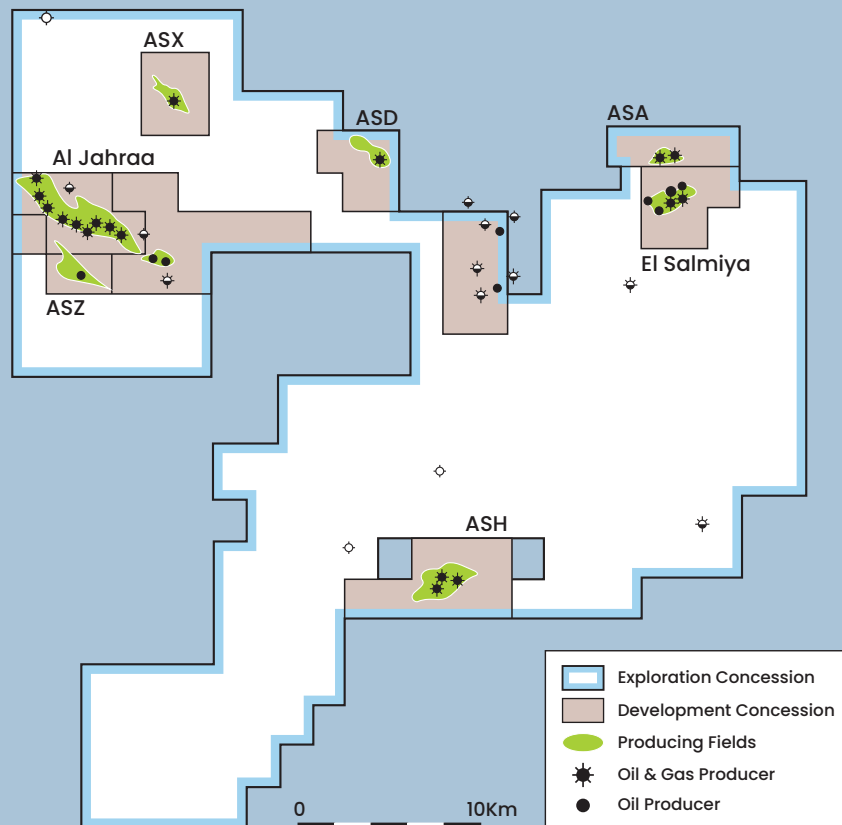 ASX
ASD
ASA
Al Jahraa
El Salmiya
ASZ
ASH
Exploration Concession
Development Concession
Producing Fields
Oil & Gas Producer
Oil Producer
0 10Km